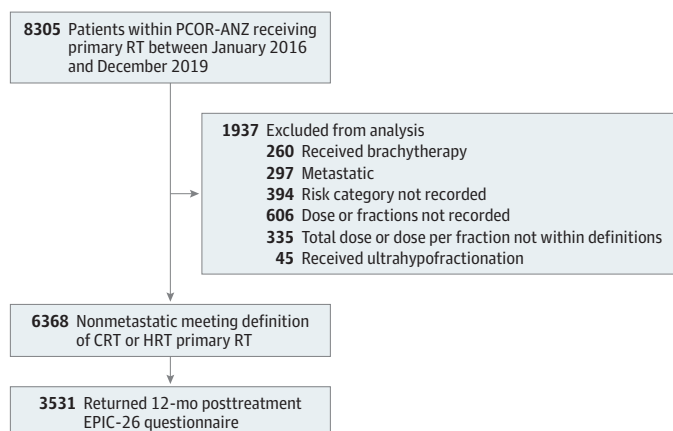 8305 Patients within PCOR-ANZ receiving
primary RT between January 2016
and December 2019
1937 Excluded from analysis
260 Received brachytherapy
297 Metastatic
394 Risk category not recorded
606 Dose or fractions not recorded
335 Total dose or dose per fraction not within definitions
45 Received ultrahypofractionation
6368 Nonmetastatic meeting definition
of CRT or HRT primary RT
3531 Returned 12-mo posttreatment
EPIC-26 questionnaire